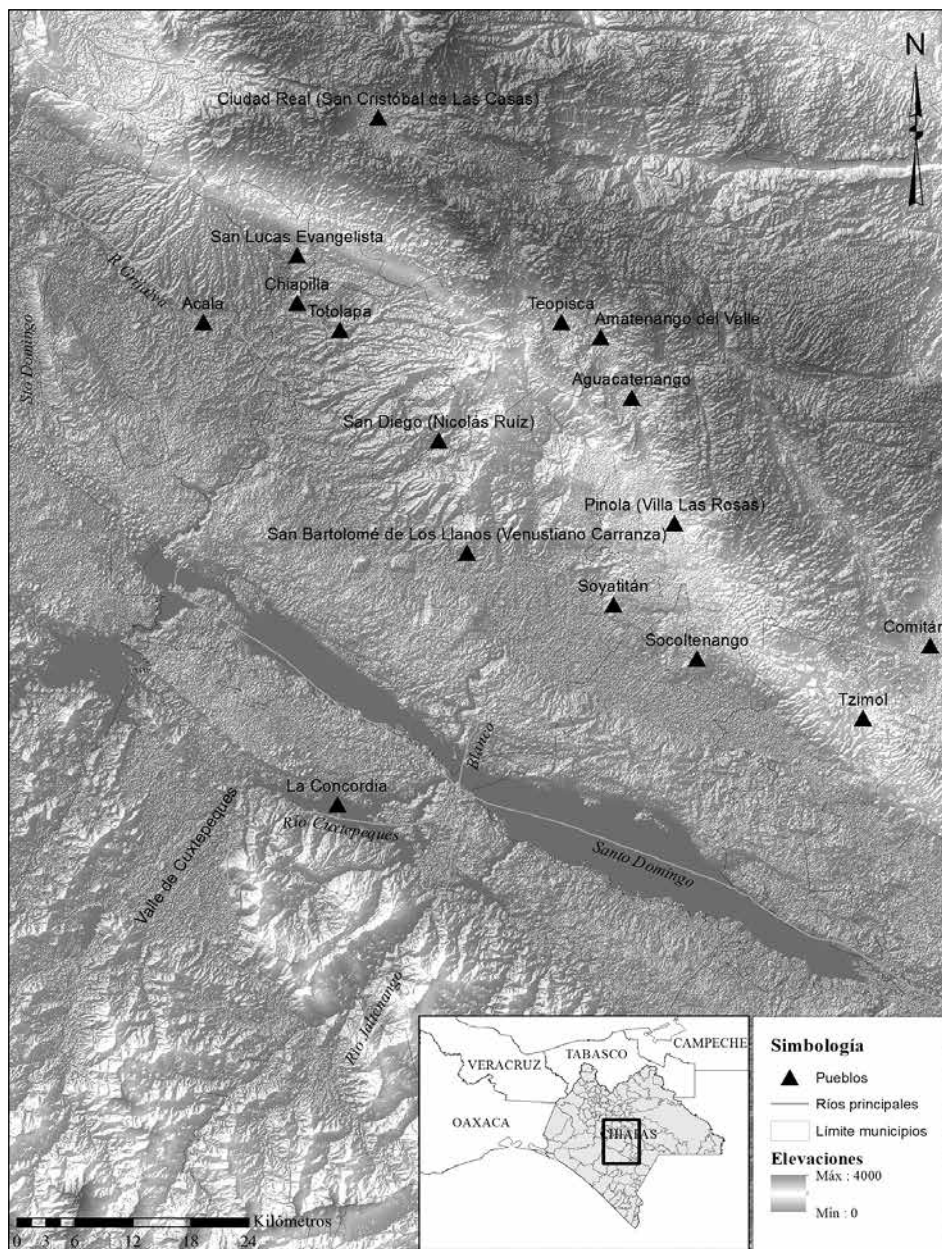 N
Ciudad Real (San Cristóbal de Las Casas)
San Lucas Evangelista
R Grijalva
Chiapilla
Acala
Totolapa
Teopisca
Amatenango del Valle
Sto Domingo
Aguacatenango
San Diego (Nicolás Ruíz)
Pinola (Villa Las Rosas)
San Bartolomé de Los Llanos (Venustiano Carranza)
Soyatitán
Comitán
Socoltenango
Tzimol
Blanco
La Concordia
Río Cuxtepeques
Santo Domingo
Valle de Cuxtepeques
Río Jaltenango
CAMPECHE
TABASCO
VERACRUZ
OAXACA
CHIAPAS
Simbología
Pueblos
Ríos principales
Límite municipios
Elevaciones
Máx : 4000
Mín : 0
Kilómetros
0 3 6 12 18 24